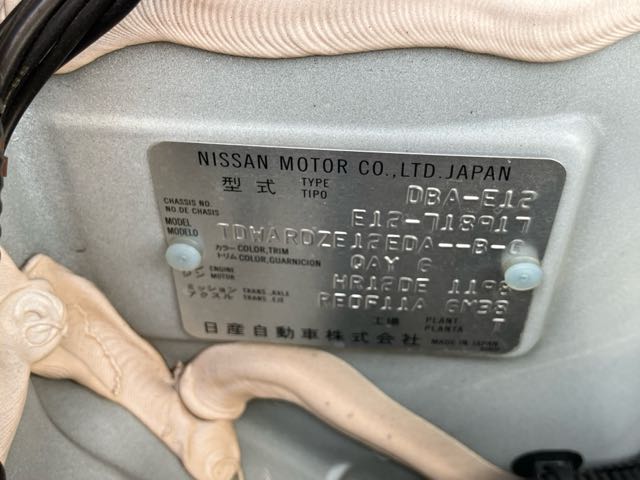 NISSAN MOTOR CO.,LTD.JAPAN
型式 TYPE TIPO DBA-E12
CHASSIS NO. NO.DE CHASIS E12-718917
MODEL MODELO TDWARDZE12EDA--B-G
カラー COLOR,TRIM トリム COLOR,GUARNICION QAY G
ジン ENGINE MOTOR HR12DE 1198
ミッション TRANS.,AXLE アクスル TRANS.,EJE RE0F11A GM38
工場 PLANT PLANTA T
日産自動車株式会社 MADE IN JAPAN